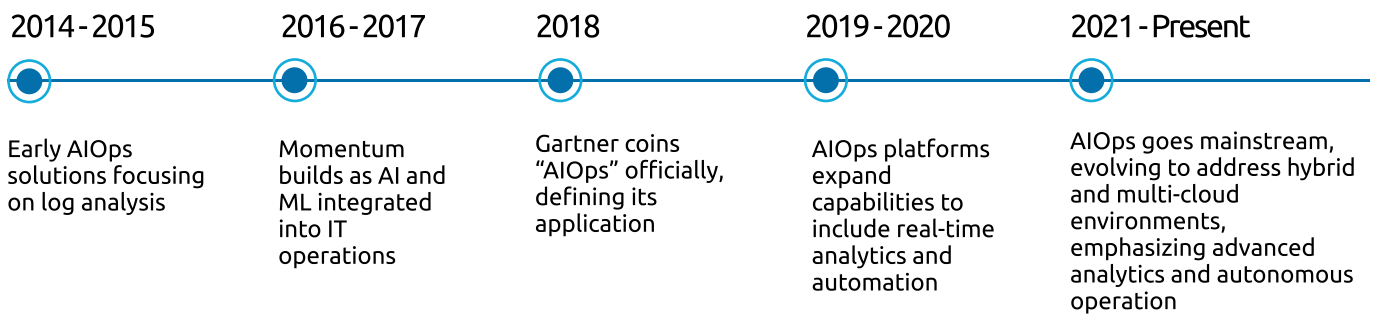 2014 - 2015
Early AIOps
solutions focusing
on log analysis
2016 - 2017
Momentum
builds as AI and
ML integrated
into IT
operations
2018
Gartner coins
“AIOps” officially,
defining its
application
2019 - 2020
AIOps platforms
expand
capabilities to
include real-time
analytics and
automation
2021 - Present
AIOps goes mainstream,
evolving to address hybrid
and multi-cloud
environments,
emphasizing advanced
analytics and autonomous
operation